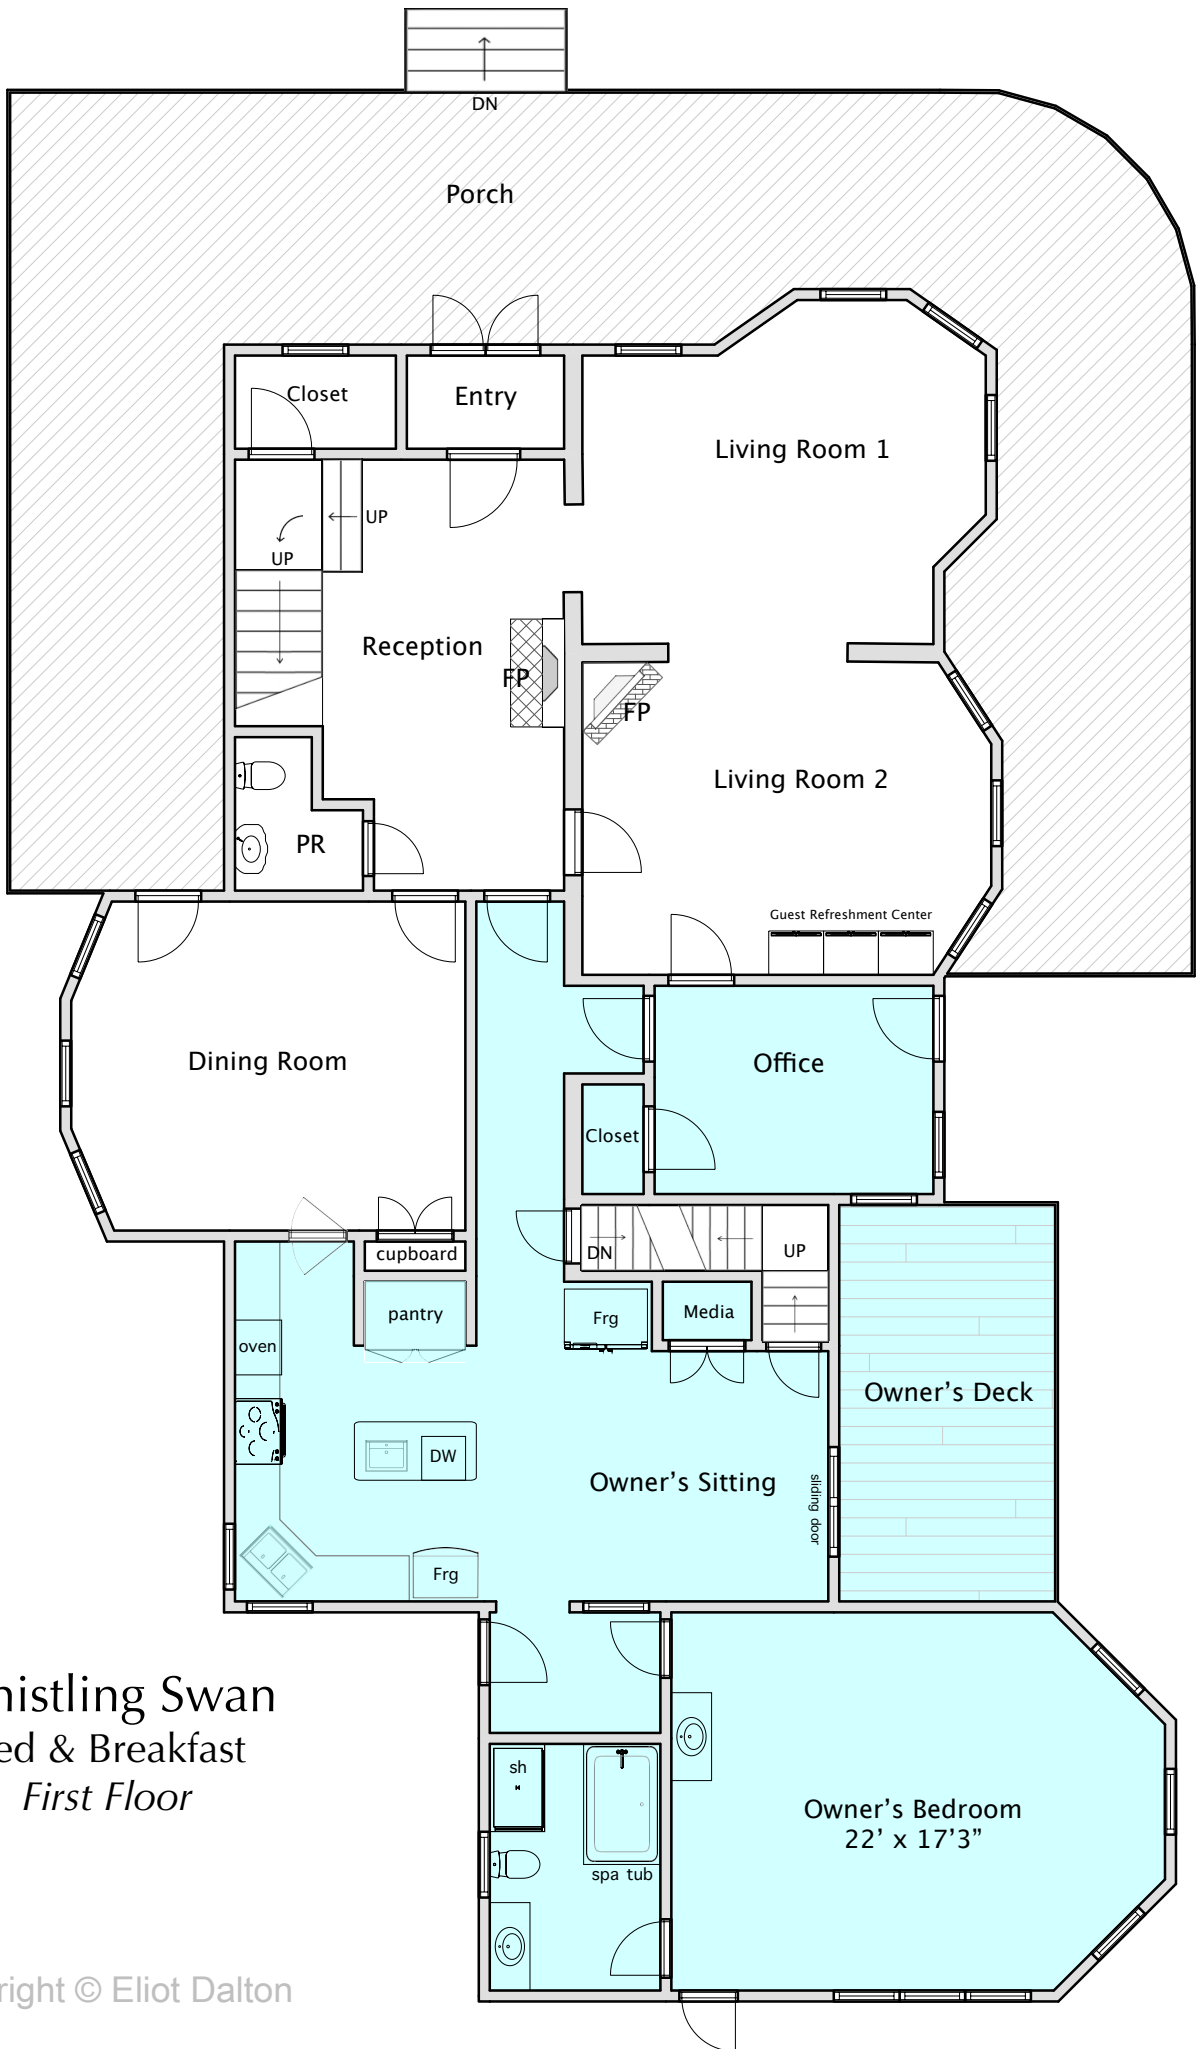 DN
Porch
Closet
Entry
Living Room 1
UP
UP
Reception
FP
FP
Living Room 2
PR
Guest Refreshment Center
Dining Room
Office
Closet
DN
UP
cupboard
pantry
Frg
Media
oven
Owner's Deck
DW
Owner's Sitting
sliding door
Frg
histling Swan
ed & Breakfast
First Floor
sh
Owner's Bedroom
22' x 17'3"
spa tub
right © Eliot Dalton